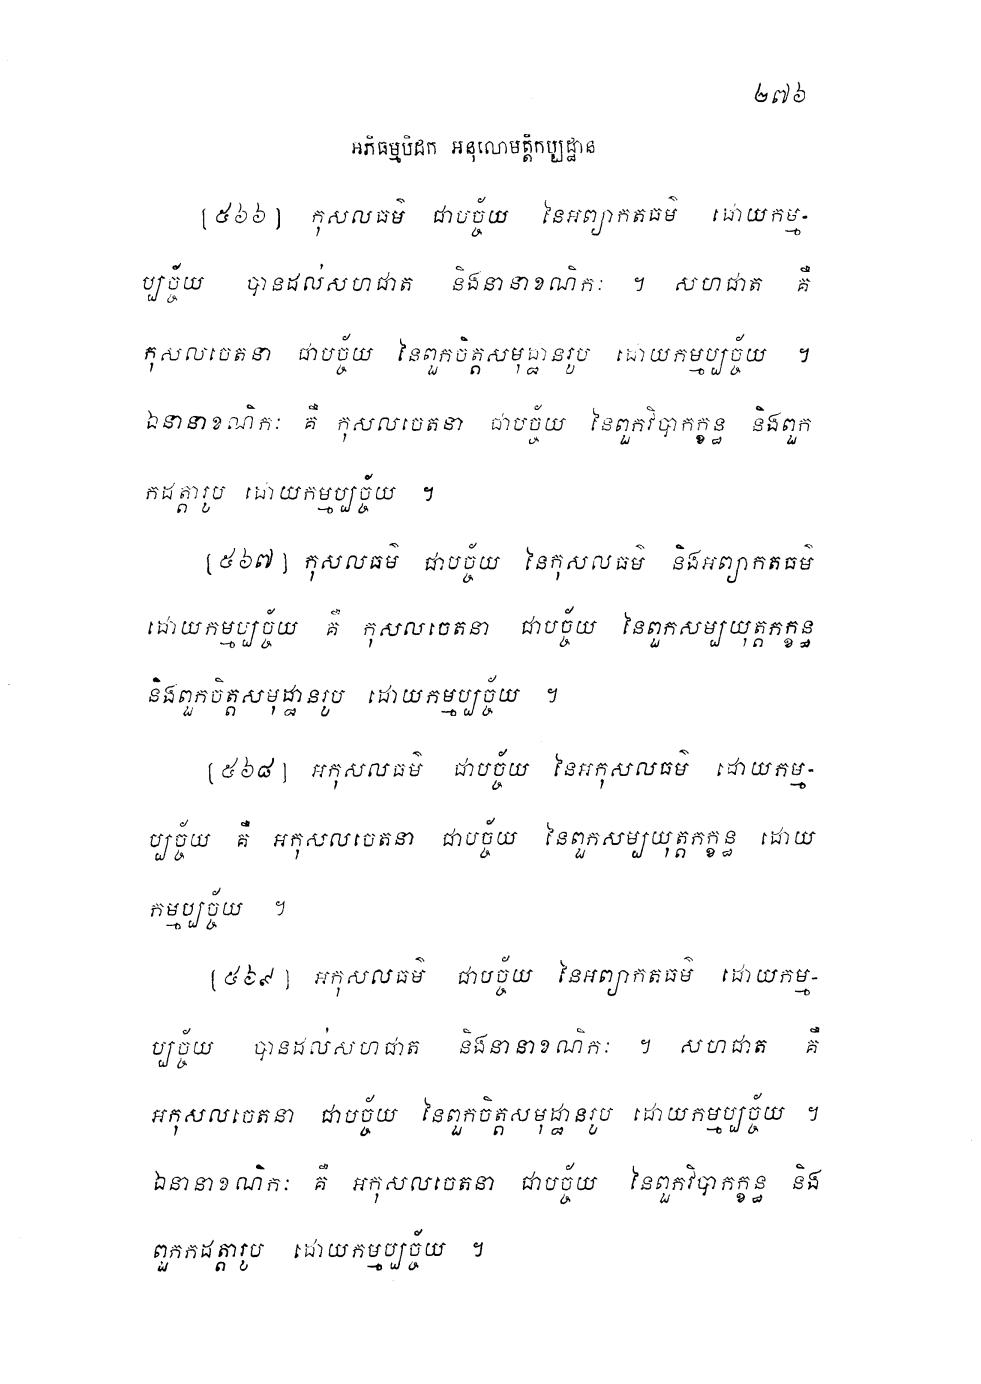 ២៧៦
អភិធម្មបិដក អនុលោមត្តិកប្បដ្ឋាន
[៥៦៦] កុសលធម៌ ជាបច្ច័យ នៃអព្យាកតធម៌ ដោយកម្ម-
ប្បច្ច័យ បានដល់សហជាត និងនានាខណិកៈ ។ សហជាត គឺ
កុសលចេតនា ជាបច្ច័យ នៃពួកចិត្តសមុដ្ឋានរូប ដោយកម្មប្បច្ច័យ ។
ឯនានាខណិកៈ គឺ កុសលចេតនា ជាបច្ច័យ នៃពួកវិបាកក្ខន្ធ និងពួក
កដត្តារូប ដោយកម្មប្បច្ច័យ ។
[៥៦៧] កុសលធម៌ ជាបច្ច័យ នៃកុសលធម៌ និងអព្យាកតធម៌
ដោយកម្មប្បច្ច័យ គឺ កុសលចេតនា ជាបច្ច័យ នៃពួកសម្បយុត្តកក្ខន្ធ
និងពួកចិត្តសមុដ្ឋានរូប ដោយកម្មប្បច្ច័យ ។
[៥៦៨] អកុសលធម៌ ជាបច្ច័យ នៃអកុសលធម៌ ដោយកម្ម-
ប្បច្ច័យ គឺ អកុសលចេតនា ជាបច្ច័យ នៃពួកសម្បយុត្តកក្ខន្ធ ដោយ
កម្មប្បច្ច័យ ។
[៥៦៩] អកុសលធម៌ ជាបច្ច័យ នៃអព្យាកតធម៌ ដោយកម្ម-
ប្បច្ច័យ បានដល់សហជាត និងនានាខណិកៈ ។ សហជាត គឺ
អកុសលចេតនា ជាបច្ច័យ នៃពួកចិត្តសមុដ្ឋានរូប ដោយកម្មប្បច្ច័យ ។
ឯនានាខណិកៈ គឺ អកុសលចេតនា ជាបច្ច័យ នៃពួកវិបាកក្ខន្ធ និង
ពួកកដត្តារូប ដោយកម្មប្បច្ច័យ ។